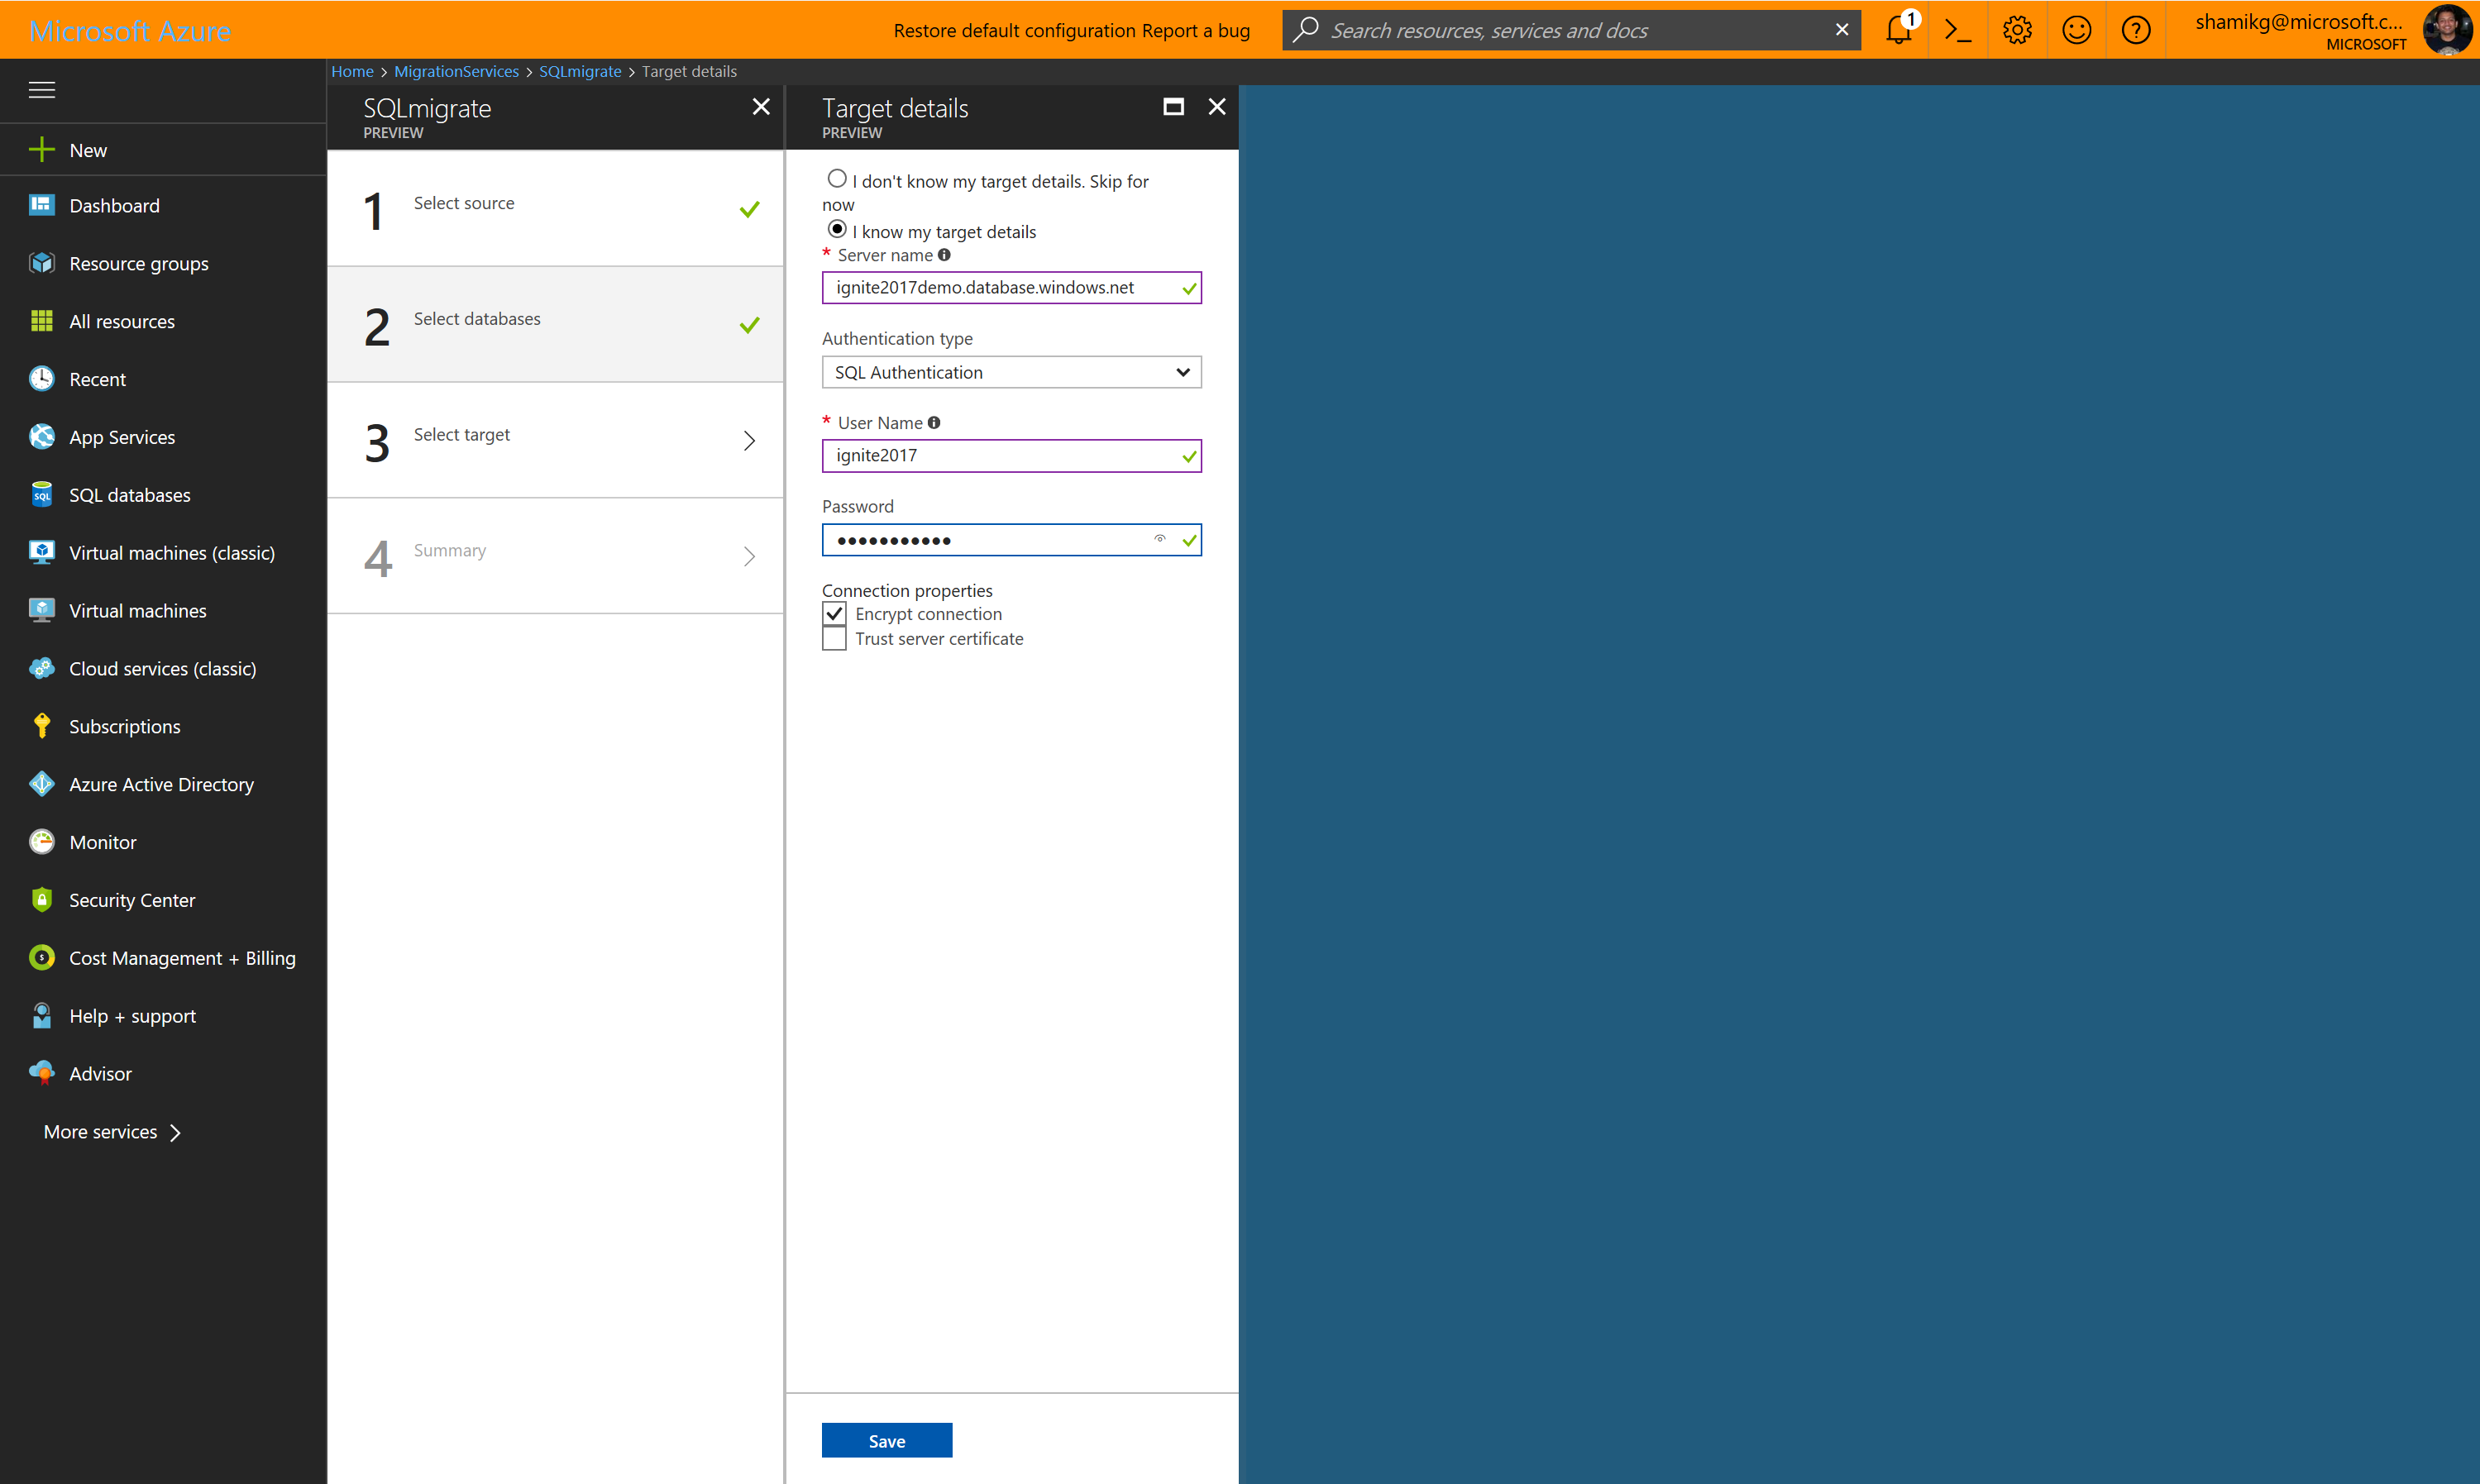 Microsoft Azure
Restore default configuration Report a bug
Search resources, services and docs
1
shamikg@microsoft.c...
MICROSOFT
Home > MigrationServices > SQLmigrate > Target details
New
Dashboard
Resource groups
All resources
Recent
App Services
SQL databases
Virtual machines (classic)
Virtual machines
Cloud services (classic)
Subscriptions
Azure Active Directory
Monitor
Security Center
Cost Management + Billing
Help + support
Advisor
More services
SQLmigrate
PREVIEW
1 Select source
2 Select databases
3 Select target
4 Summary
Target details
PREVIEW
I don't know my target details. Skip for
now
I know my target details
* Server name
ignite2017demo.database.windows.net
Authentication type
SQL Authentication
* User Name
ignite2017
Password
●●●●●●●●●●●
Connection properties
Encrypt connection
Trust server certificate
Save